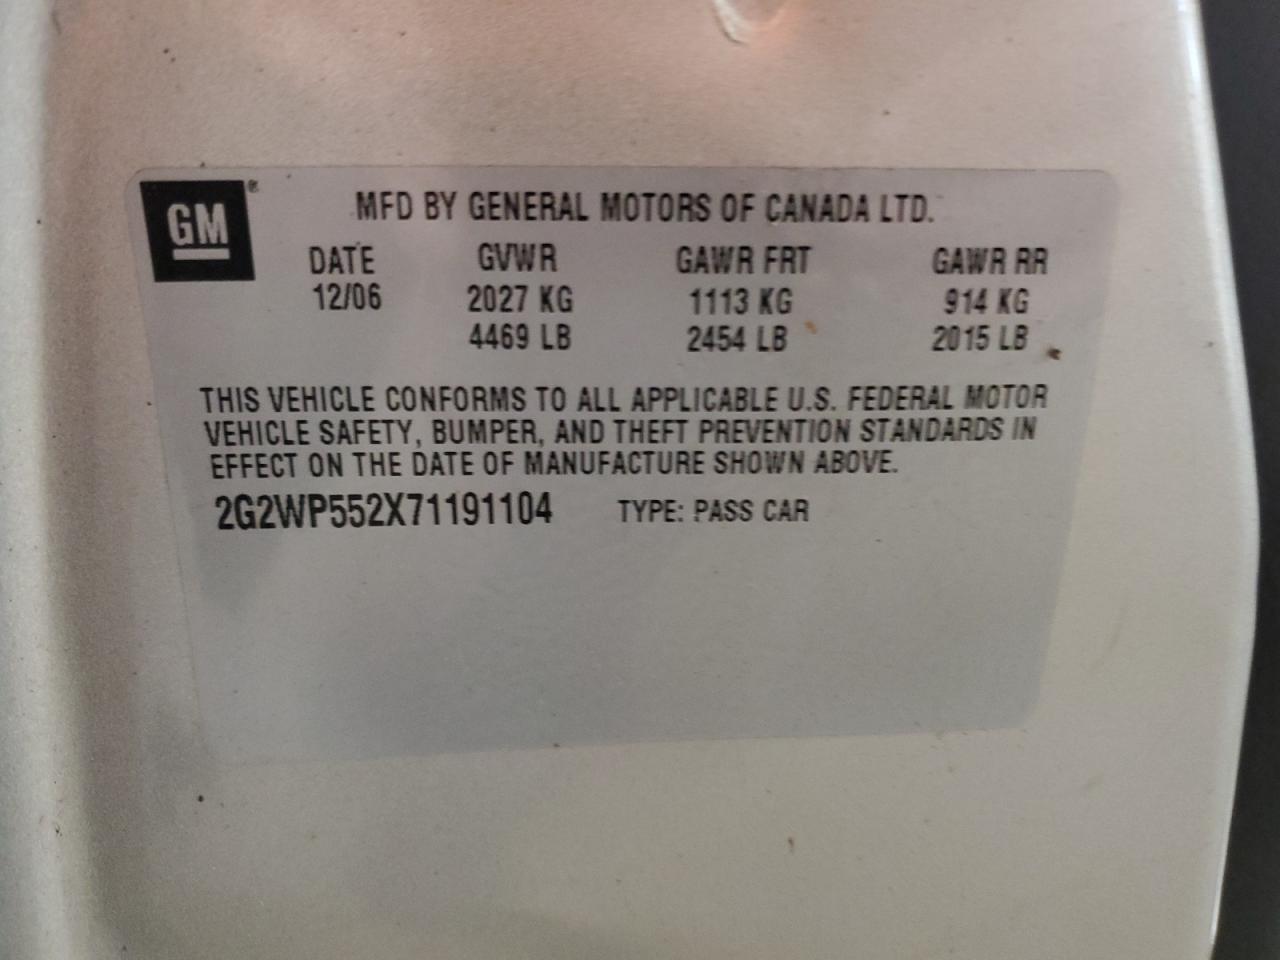 GM®
MFD BY GENERAL MOTORS OF CANADA LTD.
DATE GVWR GAWR FRT GAWR RR
12/06 2027 KG 1113 KG 914 KG
4469 LB 2454 LB 2015 LB
THIS VEHICLE CONFORMS TO ALL APPLICABLE U.S. FEDERAL MOTOR
VEHICLE SAFETY, BUMPER, AND THEFT PREVENTION STANDARDS IN
EFFECT ON THE DATE OF MANUFACTURE SHOWN ABOVE.
2G2WP552X71191104 TYPE: PASS CAR